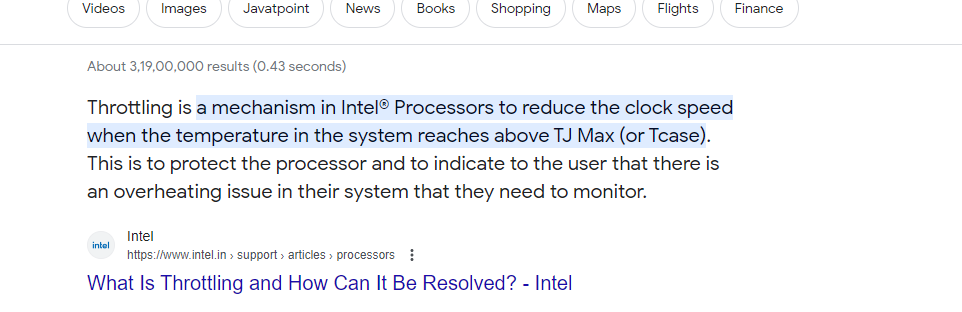 Videos Images Javatpoint News Books Shopping Maps Flights Finance
About 3,19,00,000 results (0.43 seconds)
Throttling is a mechanism in Intel® Processors to reduce the clock speed
when the temperature in the system reaches above TJ Max (or Tcase).
This is to protect the processor and to indicate to the user that there is
an overheating issue in their system that they need to monitor.
intel
Intel
https://www.intel.in › support › articles › processors
What Is Throttling and How Can It Be Resolved? - Intel